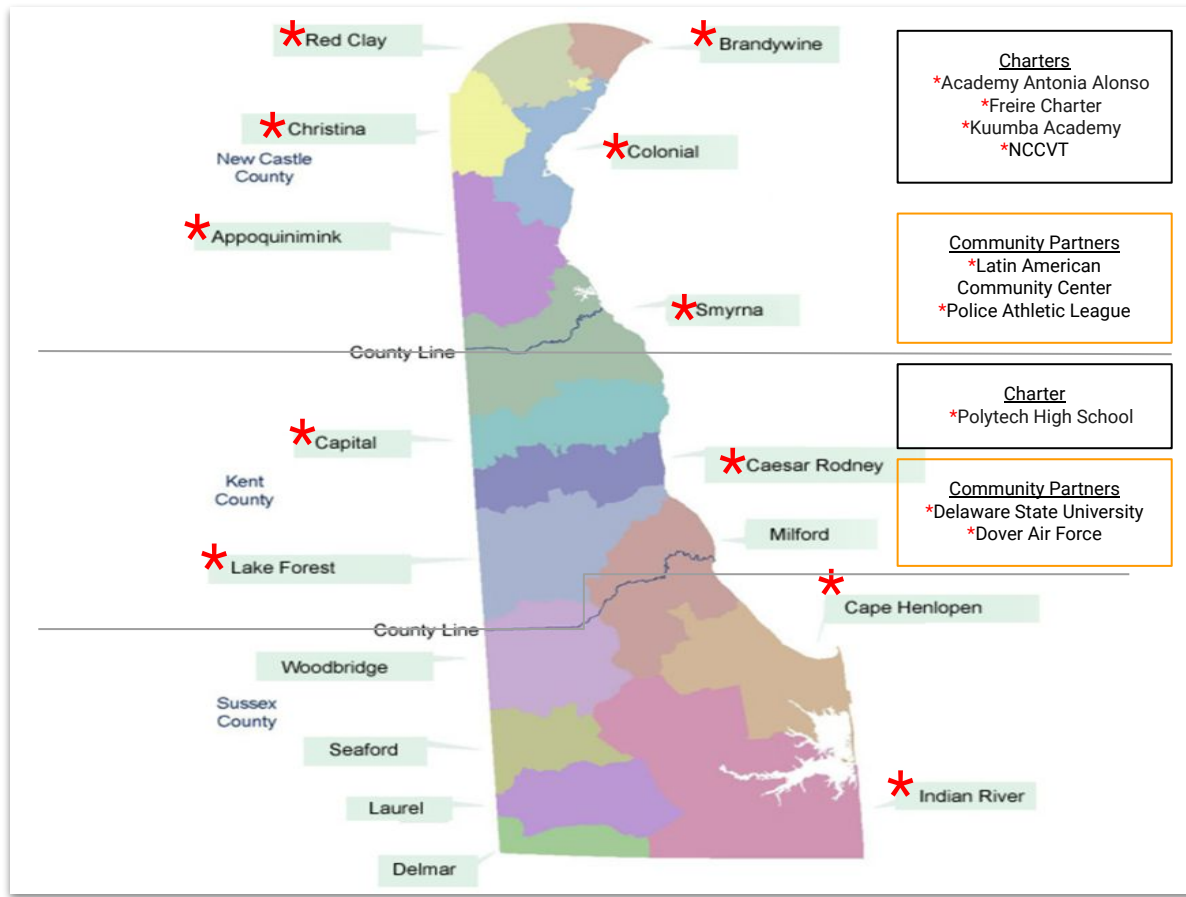 *Red Clay
*Brandywine
*Christina
New Castle
County
*Colonial
*Appoquinimink
*Smyrna
County Line
*Capital
*Caesar Rodney
Kent
County
Milford
*Lake Forest
*
Cape Henlopen
County Line
Woodbridge
Sussex
County
Seaford
*Indian River
Laurel
Delmar
Charters
*Academy Antonia Alonso
*Freire Charter
*Kuumba Academy
*NCCVT
Community Partners
*Latin American
Community Center
*Police Athletic League
Charter
*Polytech High School
Community Partners
*Delaware State University
*Dover Air Force